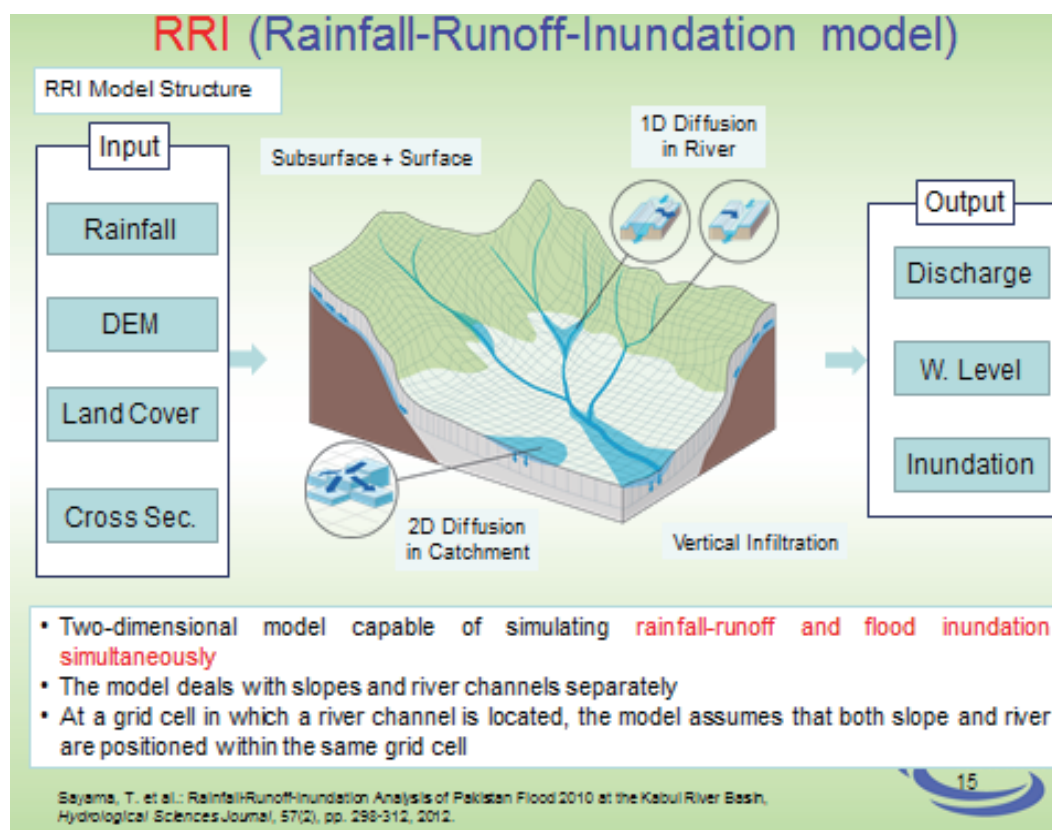 RRI (Rainfall-Runoff-Inundation model)
RRI Model Structure
Input
Rainfall
DEM
Land Cover
Cross Sec.
Subsurface + Surface
1D Diffusion
in River
2D Diffusion
in Catchment
Vertical Infiltration
Output
Discharge
W. Level
Inundation
• Two-dimensional model capable of simulating rainfall-runoff and flood inundation
simultaneously
• The model deals with slopes and river channels separately
• At a grid cell in which a river channel is located, the model assumes that both slope and river
are positioned within the same grid cell
15
Sayama, T. et al.: Rainfall-Runoff-Inundation Analysis of Pakistan Flood 2010 at the Kabul River Basin,
Hydrological Sciences Journal, 57(2), pp. 298-312, 2012.